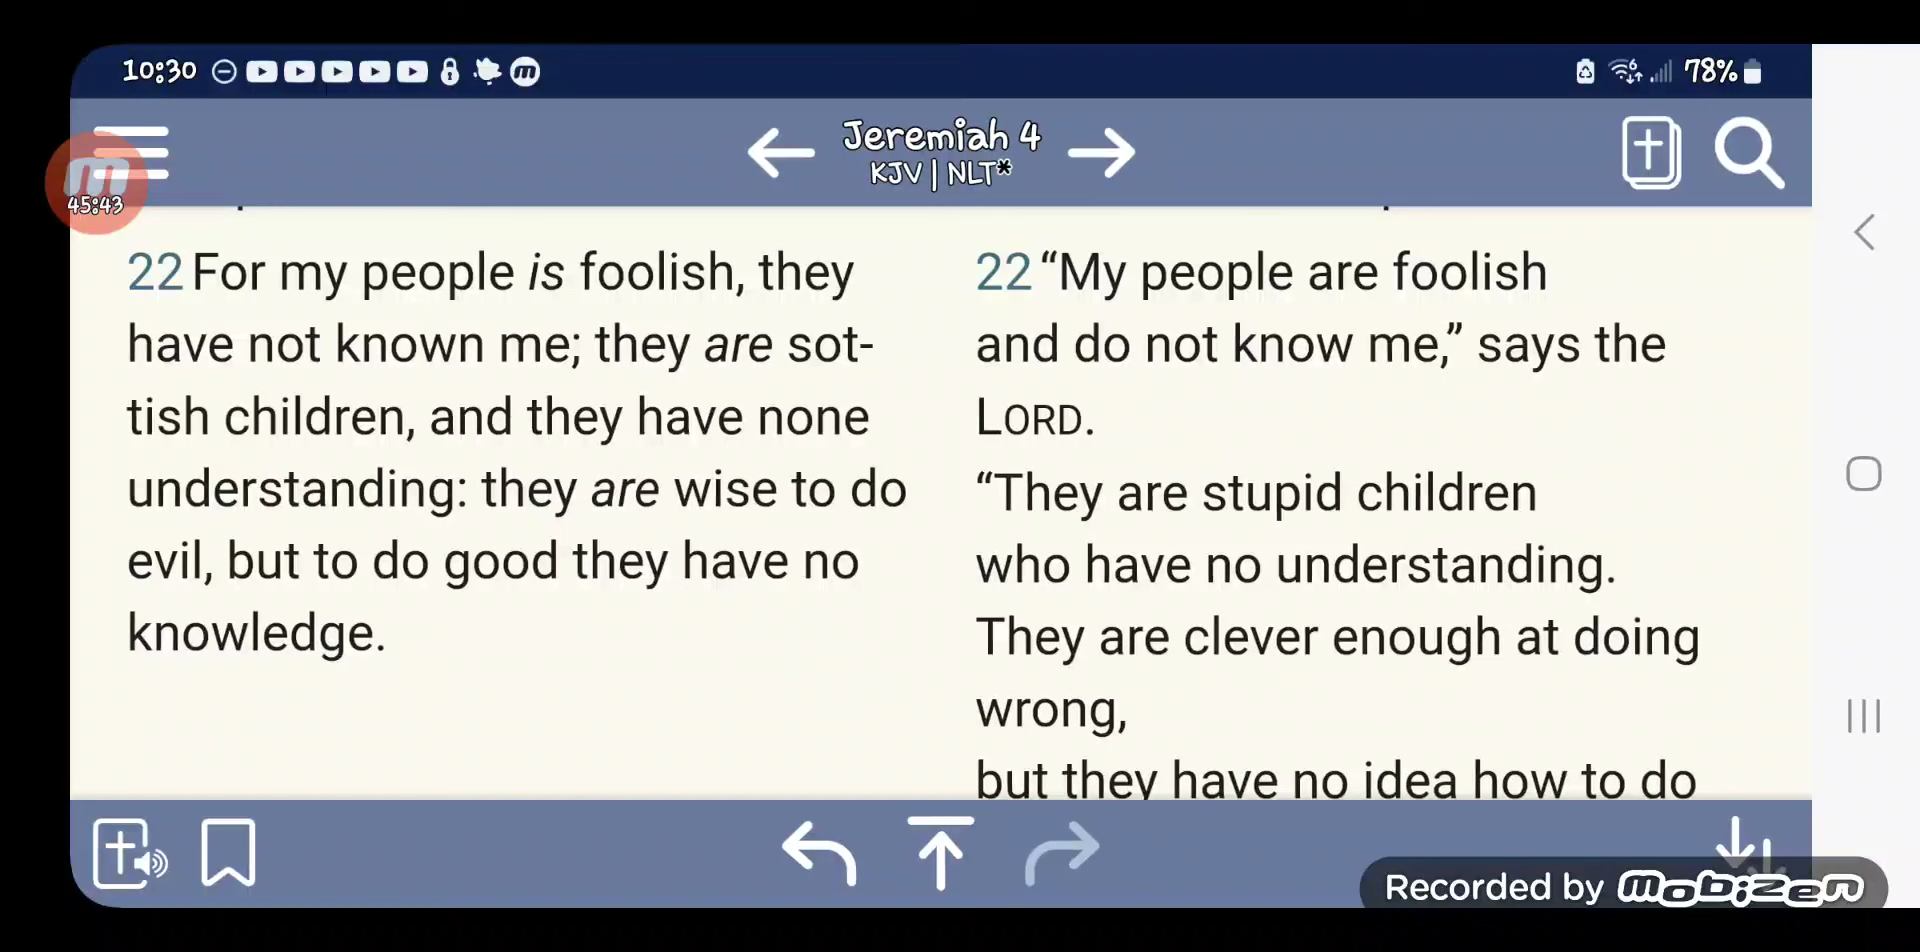 10:30
78%
Jeremiah 4
KJV | NLT*
45:43
22 For my people is foolish, they
have not known me; they are sot-
tish children, and they have none
understanding: they are wise to do
evil, but to do good they have no
knowledge.
22 “My people are foolish
and do not know me,” says the
LORD.
“They are stupid children
who have no understanding.
They are clever enough at doing
wrong,
but they have no idea how to do
Recorded by mobizen